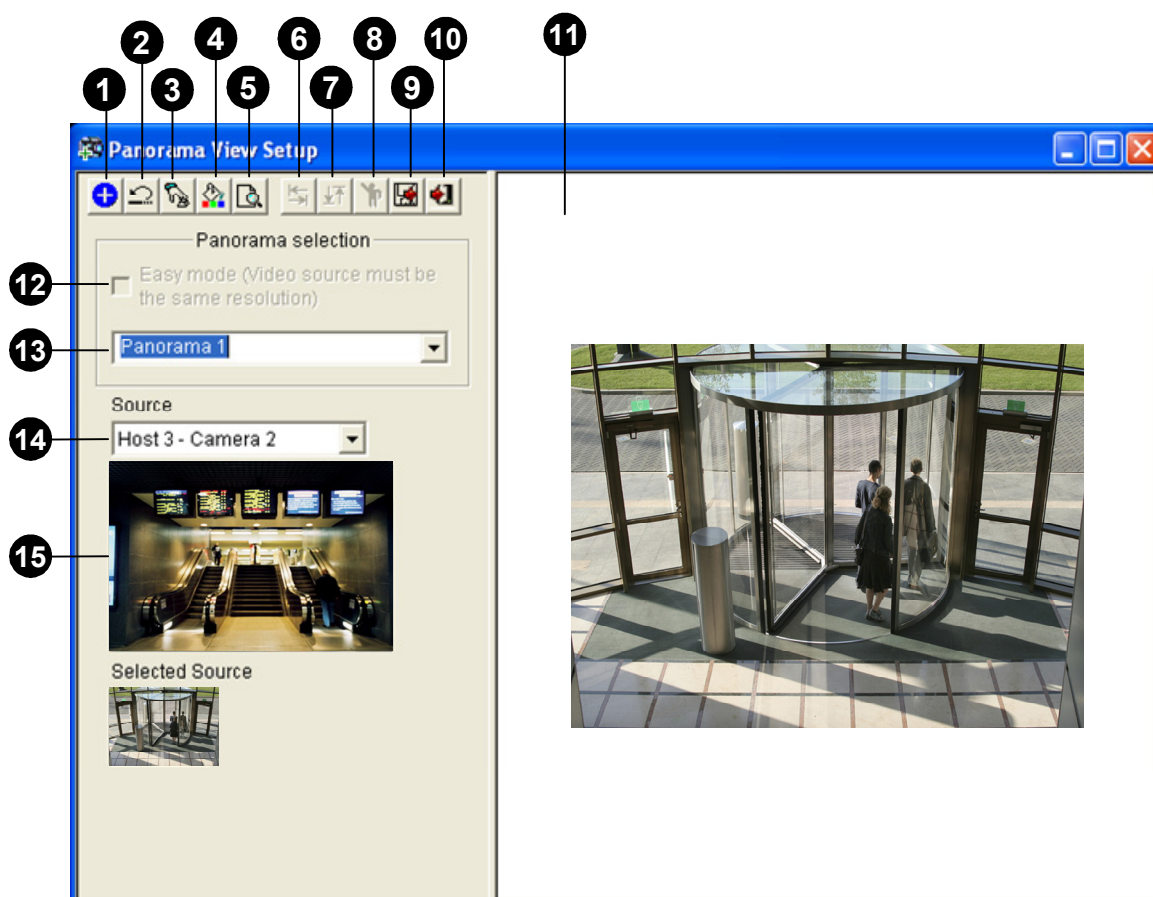 2
4
6
8
10
11
1
3
5
7
9
Panorama View Setup
Panorama selection
12
Easy mode (Video source must be
the same resolution)
13
Panorama 1
Source
14
Host 3 - Camera 2
15
Selected Source